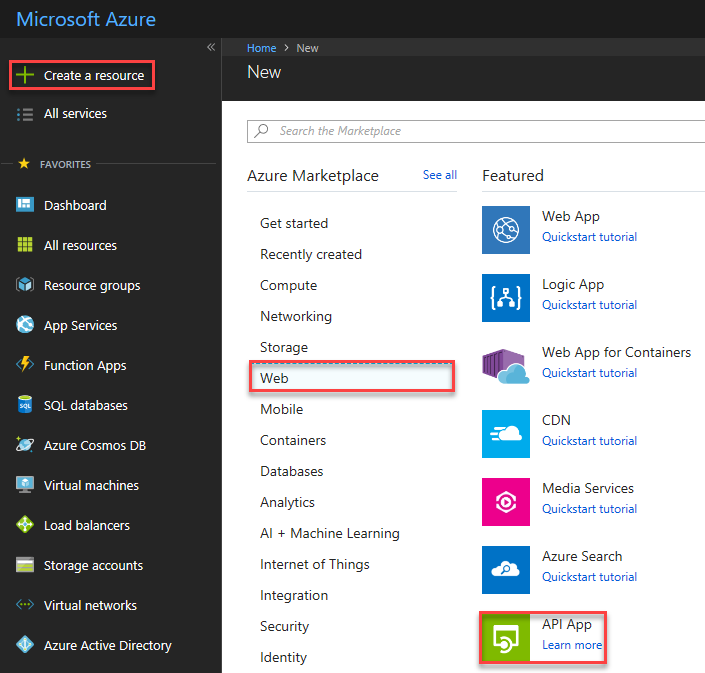 Microsoft Azure
«
Create a resource
All services
FAVORITES
Dashboard
All resources
Resource groups
App Services
Function Apps
SQL
SQL databases
Azure Cosmos DB
Virtual machines
Load balancers
Storage accounts
Virtual networks
Azure Active Directory
Home > New
New
Search the Marketplace
Azure Marketplace See all
Get started
Recently created
Compute
Networking
Storage
Web
Mobile
Containers
Databases
Analytics
AI + Machine Learning
Internet of Things
Integration
Security
Identity
Featured
Web App
Quickstart tutorial
Logic App
Quickstart tutorial
Web App for Containers
Quickstart tutorial
CDN
Quickstart tutorial
Media Services
Quickstart tutorial
Azure Search
Quickstart tutorial
API App
Learn more